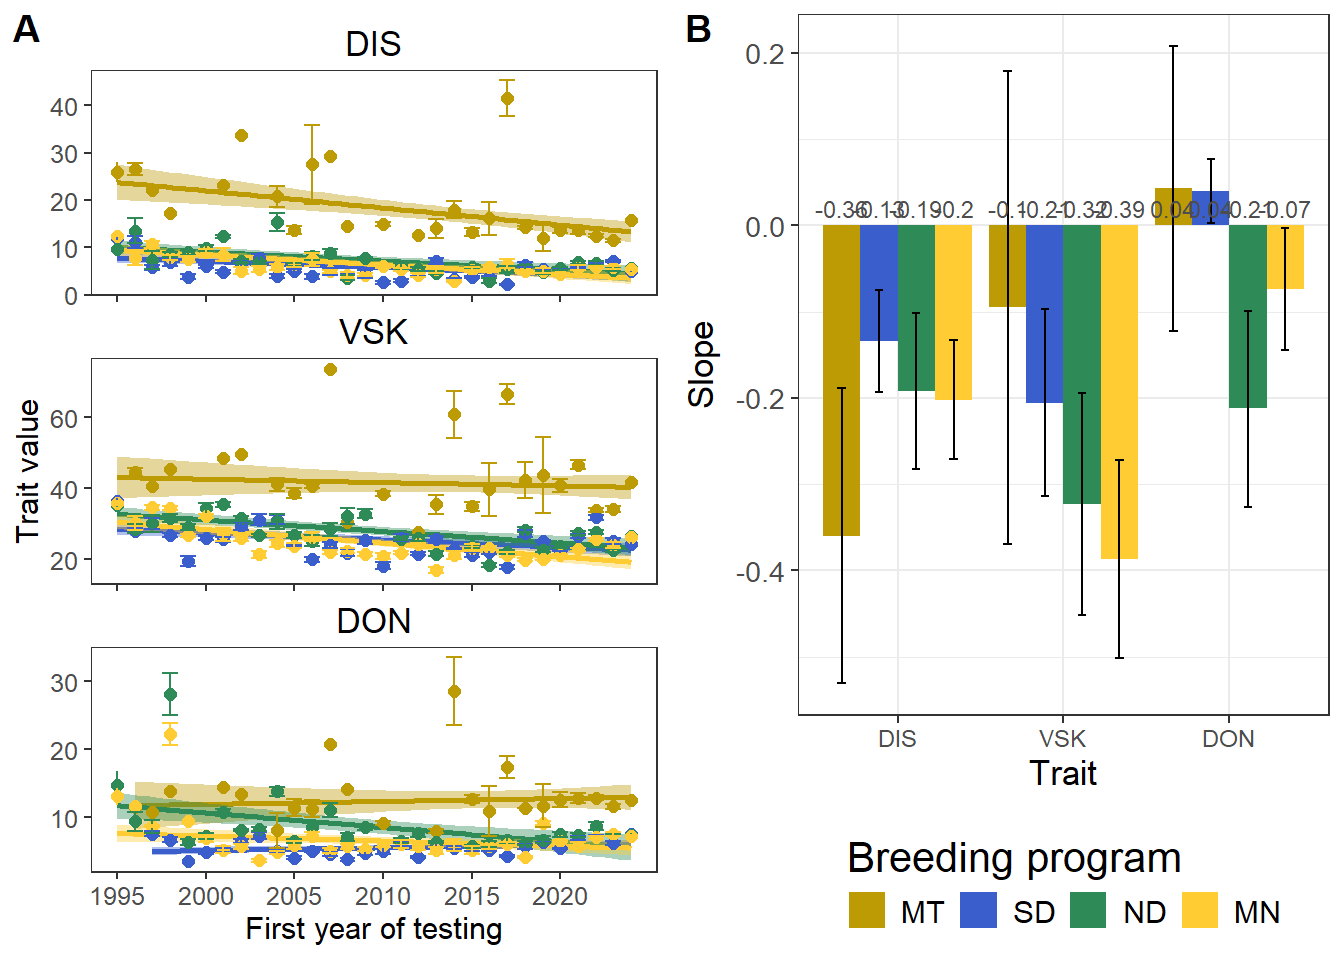 A
DIS
40
30
20
10
0
VSK
60
40
20
DON
30
20
10
1995 2000 2005 2010 2015 2020
First year of testing
Trait value
B
0.2
0.0
-0.2
-0.4
-0.36 -0.13 -0.19 -0.2 -0.1 -0.21 -0.32 -0.39 0.04 0.04 -0.21 -0.07
Slope
DIS VSK DON
Trait
Breeding program
MT SD ND MN